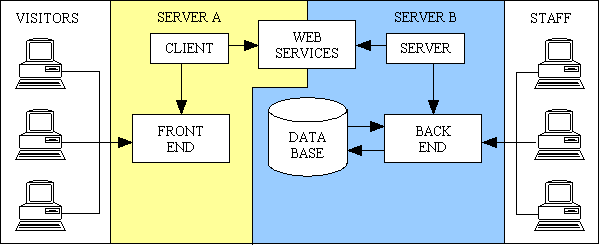 VISITORS
SERVER A
SERVER B
STAFF
CLIENT
WEB
SERVICES
SERVER
FRONT
END
DATA
BASE
BACK
END